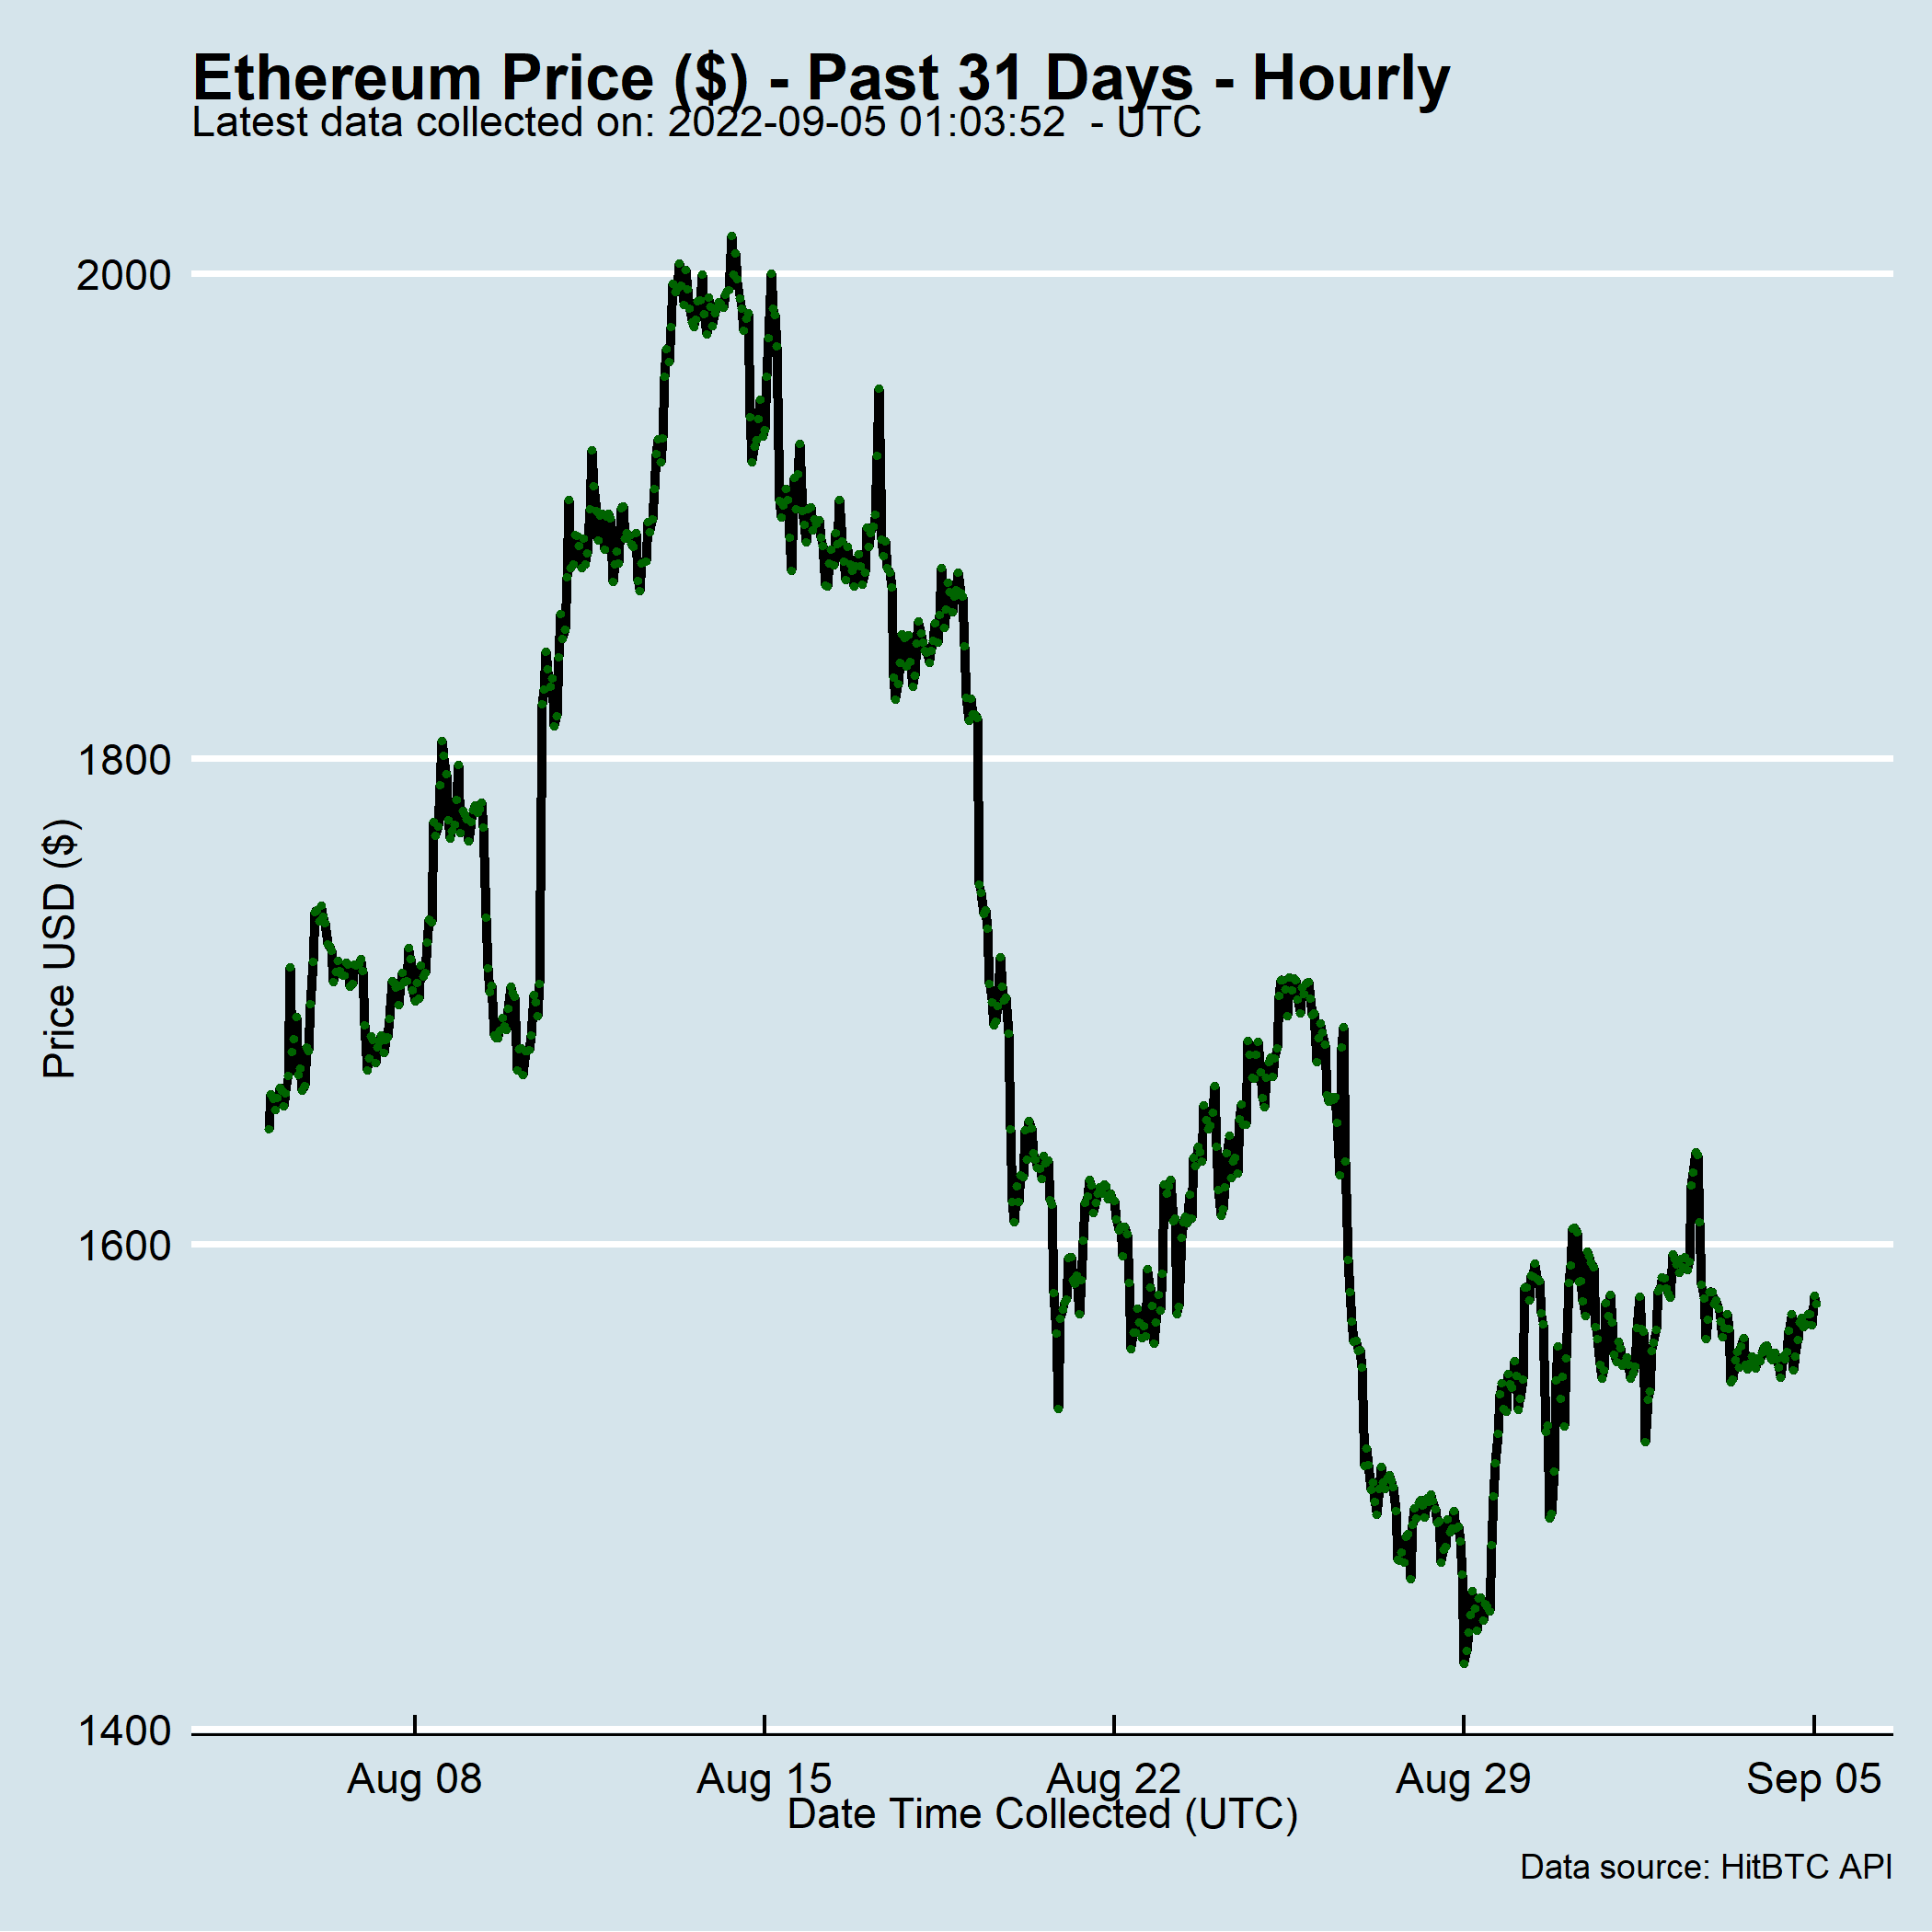 Ethereum Price ($) - Past 31 Days - Hourly
Latest data collected on: 2022-09-05 01:03:52  - UTC
2000
1800
1600
1400
Price USD ($)
Aug 08
Aug 15
Aug 22
Aug 29
Sep 05
Date Time Collected (UTC)
Data source: HitBTC API